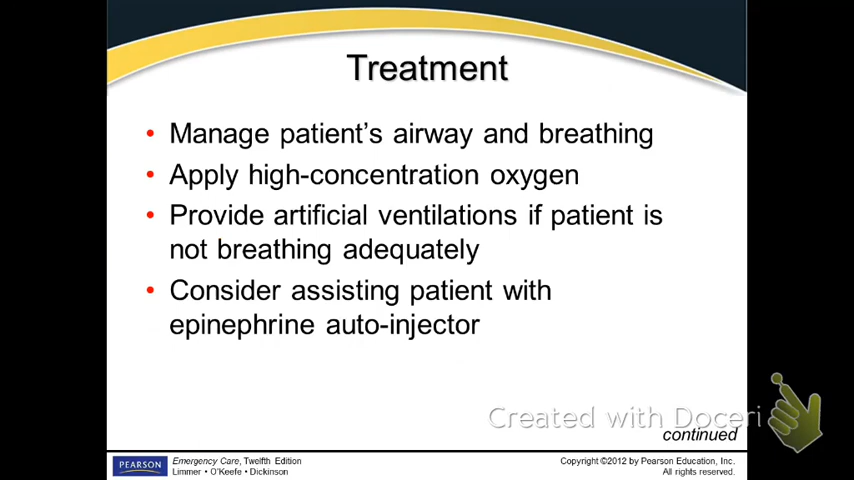 Treatment
• Manage patient's airway and breathing
• Apply high-concentration oxygen
• Provide artificial ventilations if patient is
not breathing adequately
• Consider assisting patient with
epinephrine auto-injector
Created with Doceri
continued
PEARSON
Emergency Care, Twelfth Edition
Limmer • O'Keefe • Dickinson
Copyright ©2012 by Pearson Education, Inc.
All rights reserved.